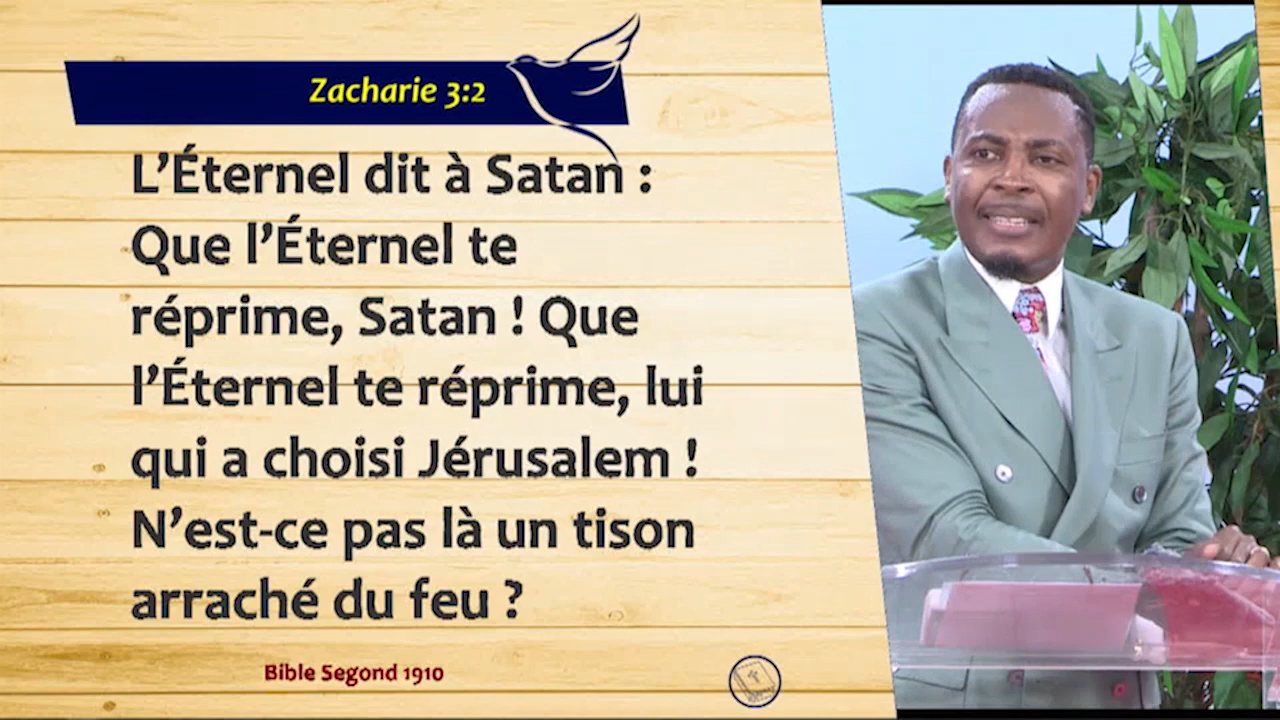 Zacharie 3:2
L’Éternel dit à Satan :
Que l’Éternel te
réprime, Satan ! Que
l’Éternel te réprime, lui
qui a choisi Jérusalem !
N’est-ce pas là un tison
arraché du feu ?
Bible Segond 1910